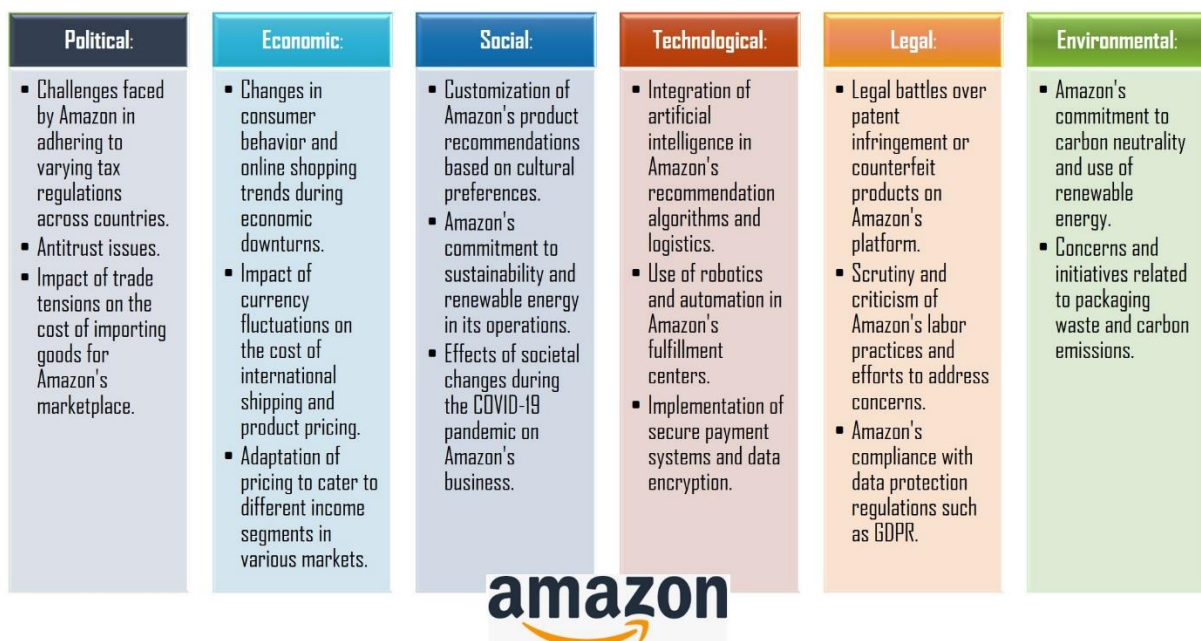 Political:
▪ Challenges faced
by Amazon in
adhering to
varying tax
regulations
across countries.
▪ Antitrust issues.
▪ Impact of trade
tensions on the
cost of importing
goods for
Amazon's
marketplace.
Economic:
▪ Changes in
consumer
behavior and
online shopping
trends during
economic
downturns.
▪ Impact of
currency
fluctuations on
the cost of
international
shipping and
product pricing.
▪ Adaptation of
pricing to cater to
different income
segments in
various markets.
Social:
▪ Customization of
Amazon's product
recommendations
based on cultural
preferences.
▪ Amazon's
commitment to
sustainability and
renewable energy
in its operations.
▪ Effects of societal
changes during
the COVID-19
pandemic on
Amazon's
business.
Technological:
▪ Integration of
artificial
intelligence in
Amazon's
recommendation
algorithms and
logistics.
▪ Use of robotics
and automation in
Amazon's
fulfillment
centers.
▪ Implementation of
secure payment
systems and data
encryption.
Legal:
▪ Legal battles over
patent
infringement or
counterfeit
products on
Amazon's
platform.
▪ Scrutiny and
criticism of
Amazon's labor
practices and
efforts to address
concerns.
▪ Amazon's
compliance with
data protection
regulations such
as GDPR.
Environmental:
▪ Amazon's
commitment to
carbon neutrality
and use of
renewable
energy.
▪ Concerns and
initiatives related
to packaging
waste and carbon
emissions.
amazon